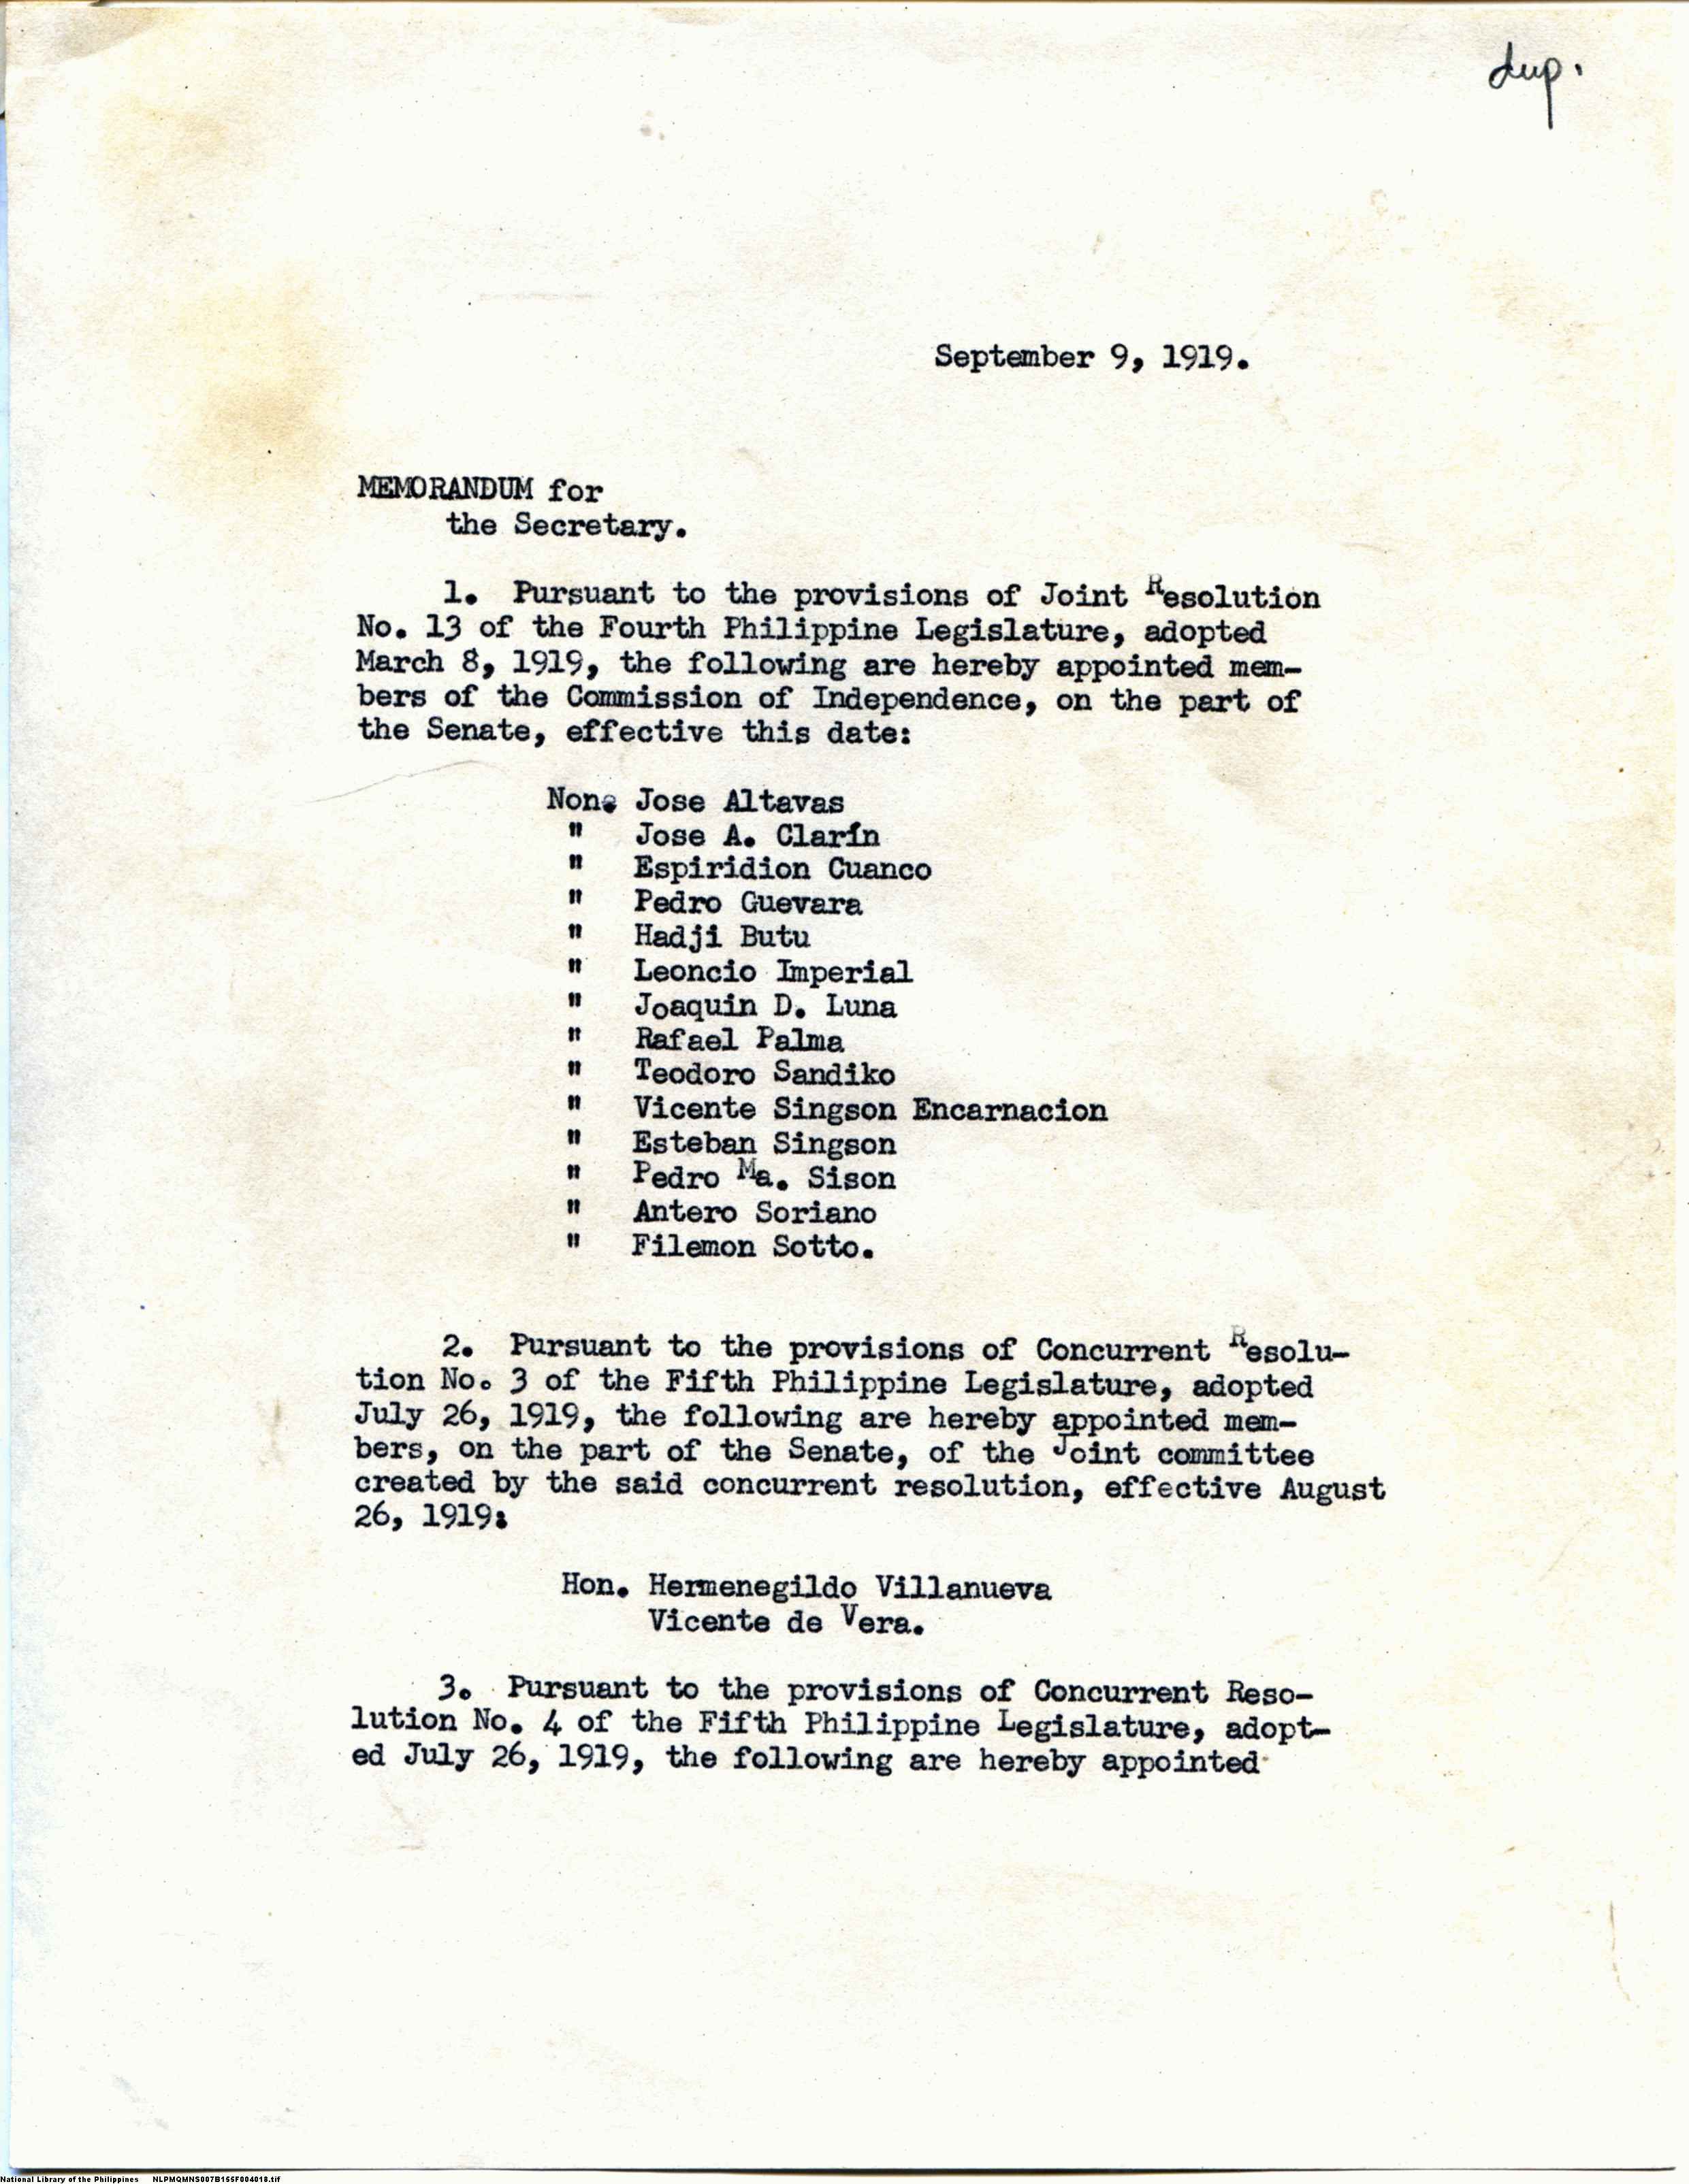 dup.
September 9, 1919.
MEMORANDUM for
the Secretary.
1. Pursuant to the provisions of Joint Resolution
No. 13 of the Fourth Philippine Legislature, adopted
March 8, 1919, the following are hereby appointed mem-
bers of the Commission of Independence, on the part of
the Senate, effective this date:
None Jose Altavas
" Jose A. Clarín
" Espiridion Cuanco
" Pedro Guevara
" Hadji Butu
" Leoncio Imperial
" Joaquin D. Luna
" Rafael Palma
" Teodoro Sandiko
" Vicente Singson Encarnacion
" Esteban Singson
" Pedro Ma. Sison
" Antero Soriano
" Filemon Sotto.
2. Pursuant to the provisions of Concurrent Resolu-
tion No. 3 of the Fifth Philippine Legislature, adopted
July 26, 1919, the following are hereby appointed mem-
bers, on the part of the Senate, of the Joint committee
created by the said concurrent resolution, effective August
26, 1919:
Hon. Hermenegildo Villanueva
Vicente de Vera.
3. Pursuant to the provisions of Concurrent Reso-
lution No. 4 of the Fifth Philippine Legislature, adopt-
ed July 26, 1919, the following are hereby appointed
National Library of the Philippines NLPMQMNS007B155F004018.tif